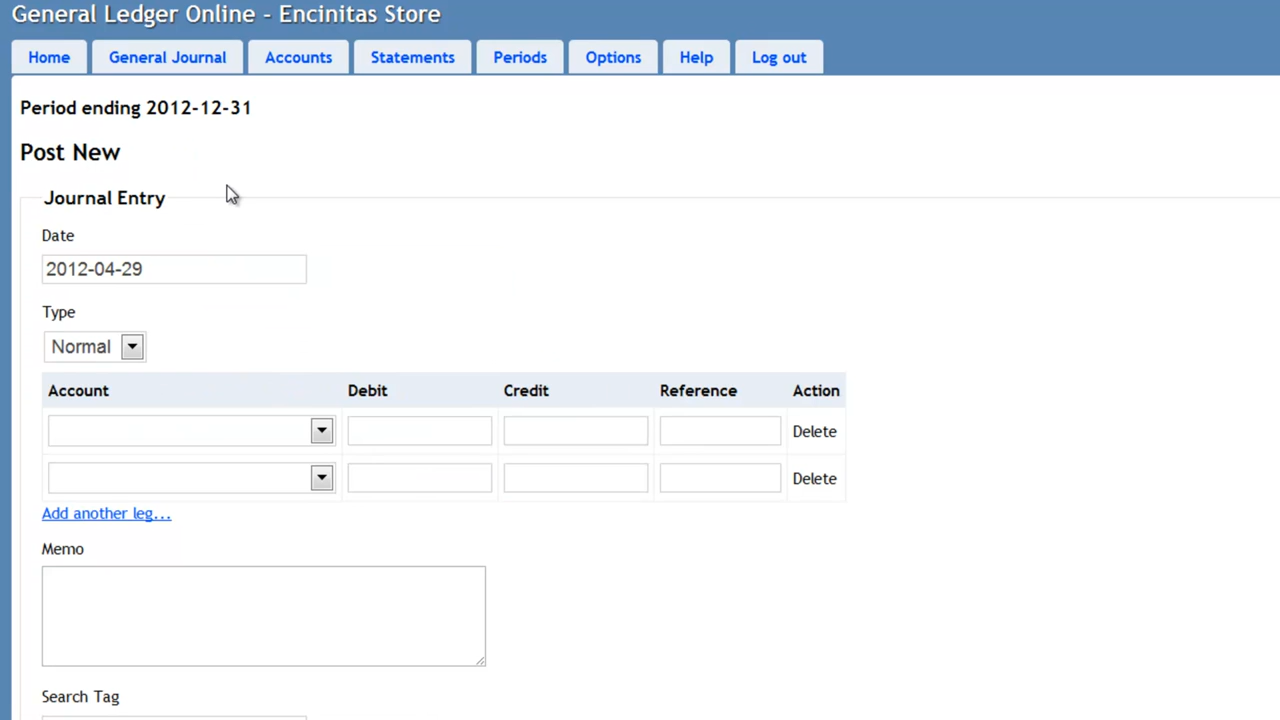 General Ledger Online - Encinitas Store
Home General Journal Accounts Statements Periods Options Help Log out
Period ending 2012-12-31
Post New
Journal Entry
Date
2012-04-29
Type
Normal
Account Debit Credit Reference Action
Delete
Delete
Add another leg...
Memo
Search Tag